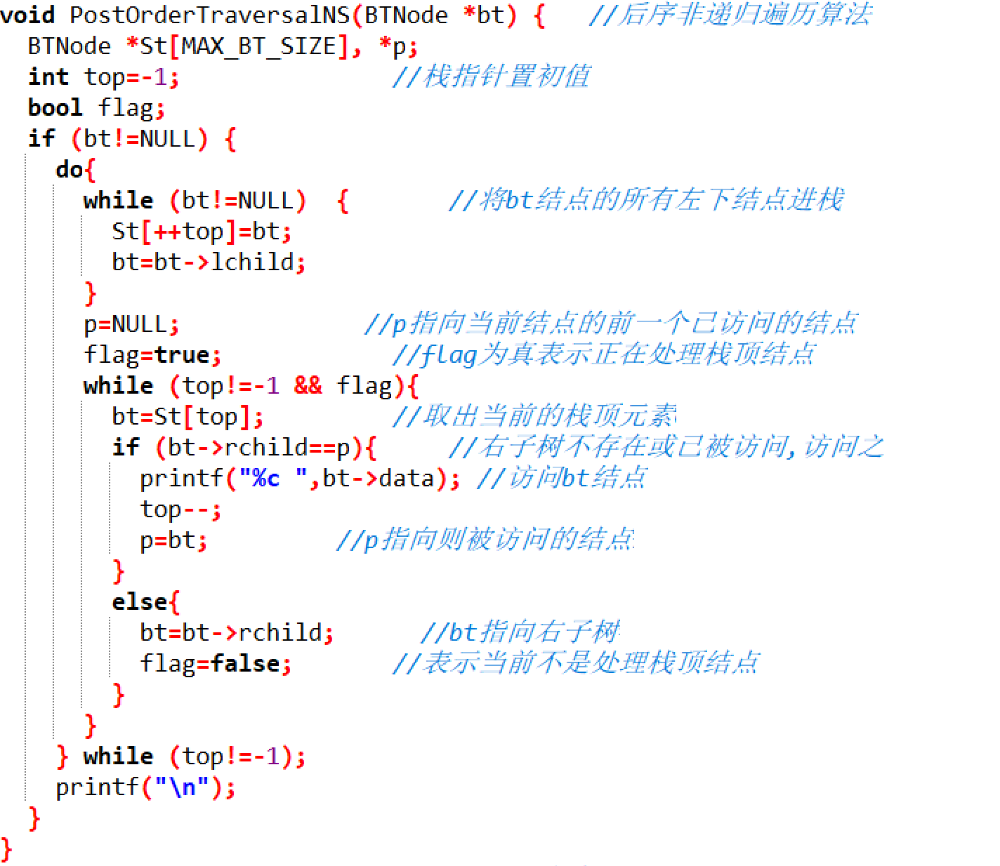 void PostOrderTraversalNS(BTNode *bt) {   //后序非递归遍历算法
  BTNode *St[MAX_BT_SIZE], *p;
  int top=-1;               //栈指针置初值
  bool flag;
  if (bt!=NULL) {
    do{
      while (bt!=NULL)  {       //将bt结点的所有左下结点进栈
        St[++top]=bt;
        bt=bt->lchild;
      }
      p=NULL;             //p指向当前结点的前一个已访问的结点
      flag=true;            //flag为真表示正在处理栈顶结点
      while (top!=-1 && flag){
        bt=St[top];         //取出当前的栈顶元素
        if (bt->rchild==p){     //右子树不存在或已被访问,访问之
          printf("%c ",bt->data); //访问bt结点
          top--;
          p=bt;         //p指向则被访问的结点
        }
        else{
          bt=bt->rchild;      //bt指向右子树
          flag=false;       //表示当前不是处理栈顶结点
        }
      }
    } while (top!=-1);
    printf("\n");
  }
}